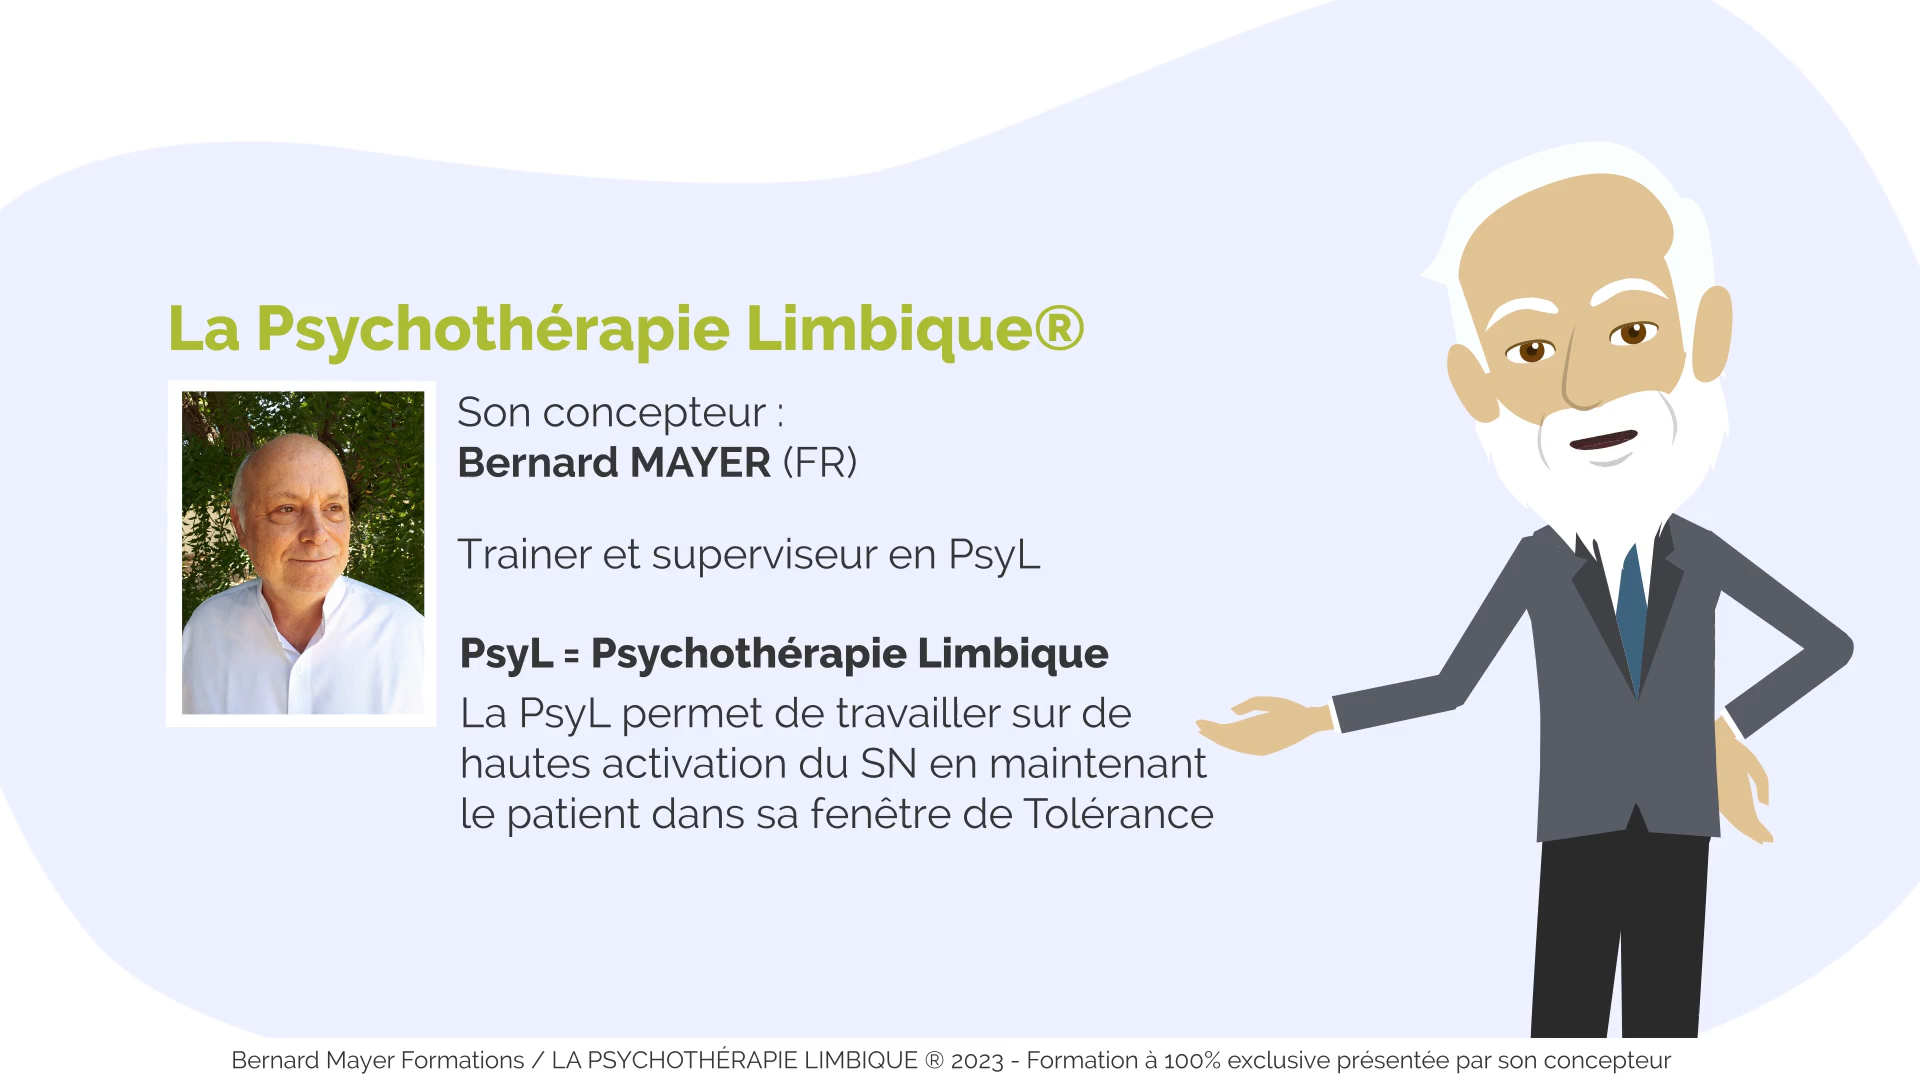 La Psychothérapie Limbique®
Son concepteur :
Bernard MAYER (FR)
Trainer et superviseur en PsyL
PsyL = Psychothérapie Limbique
La PsyL permet de travailler sur de
hautes activation du SN en maintenant
le patient dans sa fenêtre de Tolérance
Bernard Mayer Formations / LA PSYCHOTHÉRAPIE LIMBIQUE ® 2023 - Formation à 100% exclusive présentée par son concepteur